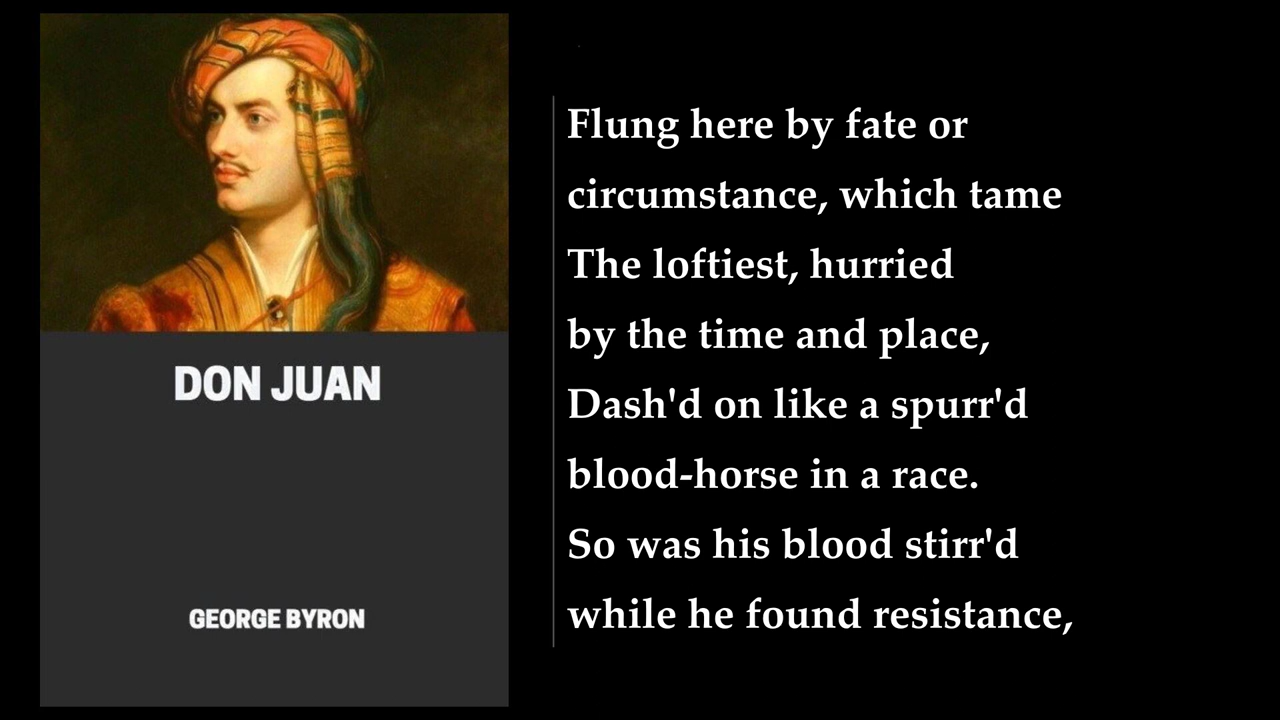 DON JUAN
GEORGE BYRON
Flung here by fate or
circumstance, which tame
The loftiest, hurried
by the time and place,
Dash'd on like a spurr'd
blood-horse in a race.
So was his blood stirr'd
while he found resistance,